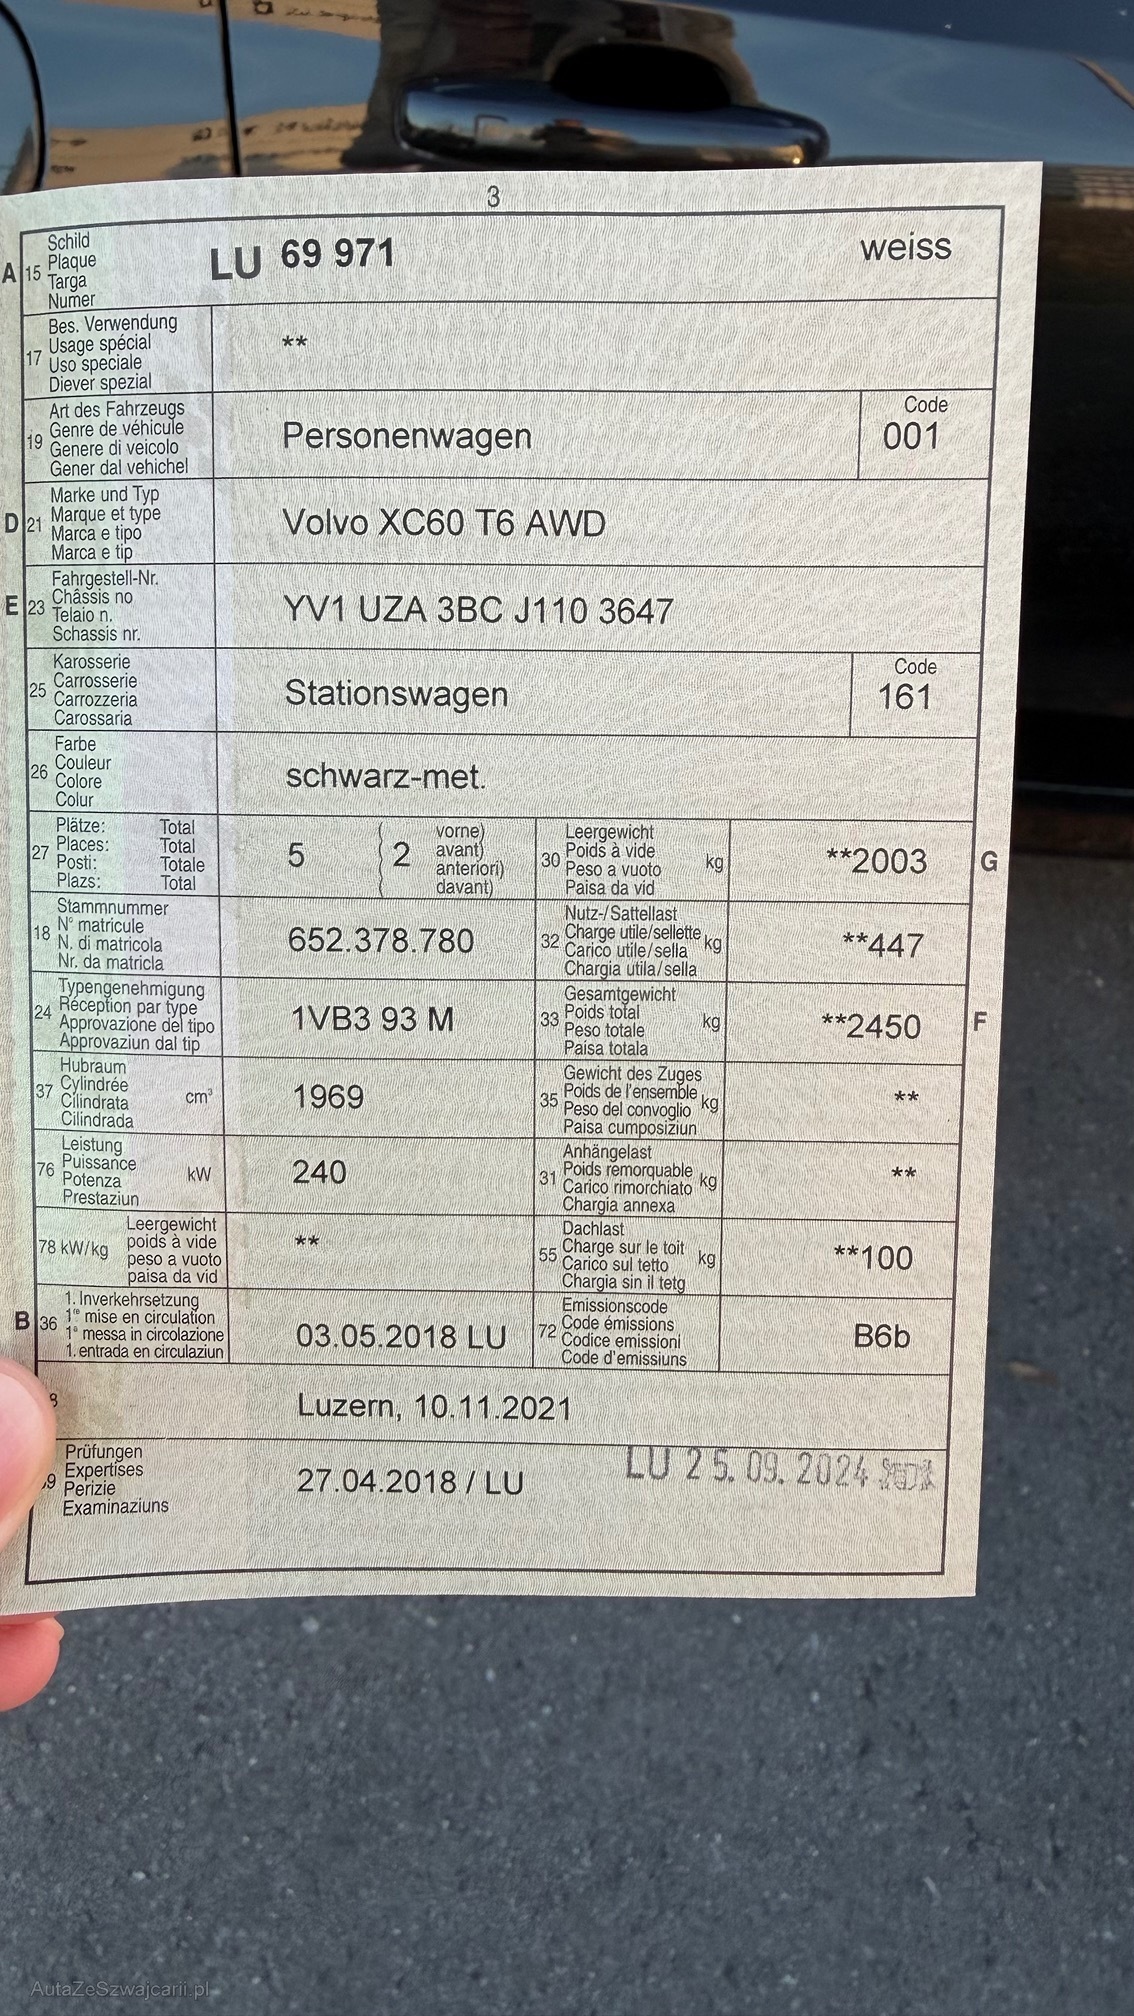 3
A 15 Schild
Plaque
Targa
Numer
LU 69 971 weiss
17 Bes. Verwendung
Usage spécial
Uso speciale
Diever spezial
**
19 Art des Fahrzeugs
Genre de véhicule
Genere di veicolo
Gener dal vehichel
Personenwagen
Code
001
D 21 Marke und Typ
Marque et type
Marca e tipo
Marca e tip
Volvo XC60 T6 AWD
E 23 Fahrgestell-Nr.
Châssis no
Telaio n.
Schassis nr.
YV1 UZA 3BC J110 3647
25 Karosserie
Carrosserie
Carrozzeria
Carossaria
Stationswagen
Code
161
26 Farbe
Couleur
Colore
Colur
schwarz-met.
27 Plätze: Total
Places: Total
Posti: Totale
Plazs: Total
5 ( 2 vorne)
avant)
anteriori)
davant)
30 Leergewicht
Poids à vide
Peso a vuoto
Paisa da vid
kg
**2003 G
18 Stammnummer
N° matricule
N. di matricola
Nr. da matricla
652.378.780
32 Nutz-/Sattellast
Charge utile/sellette
Carico utile/sella
Chargia utila/sella
kg
**447
24 Typengenehmigung
Réception par type
Approvazione del tipo
Approvaziun dal tip
1VB3 93 M
33 Gesamtgewicht
Poids total
Peso totale
Paisa totala
kg
**2450 F
37 Hubraum
Cylindrée
Cilindrata
Cilindrada
cm³
1969
35 Gewicht des Zuges
Poids de l'ensemble
Peso del convoglio
Paisa cumposiziun
kg
**
76 Leistung
Puissance
Potenza
Prestaziun
kW
240
31 Anhängelast
Poids remorquable
Carico rimorchiato
Chargia annexa
kg
**
78 kW/kg Leergewicht
poids à vide
peso a vuoto
paisa da vid
**
55 Dachlast
Charge sur le toit
Carico sul tetto
Chargia sin il tetg
kg
**100
B 36 1. Inverkehrsetzung
1re mise en circulation
1a messa in circolazione
1. entrada en circulaziun
03.05.2018 LU
72 Emissionscode
Code émissions
Codice emissioni
Code d'emissiuns
B6b
8
Luzern, 10.11.2021
9 Prüfungen
Expertises
Perizie
Examinaziuns
27.04.2018 / LU
LU 25.09.2024
AutaZeSzwajcarii.pl